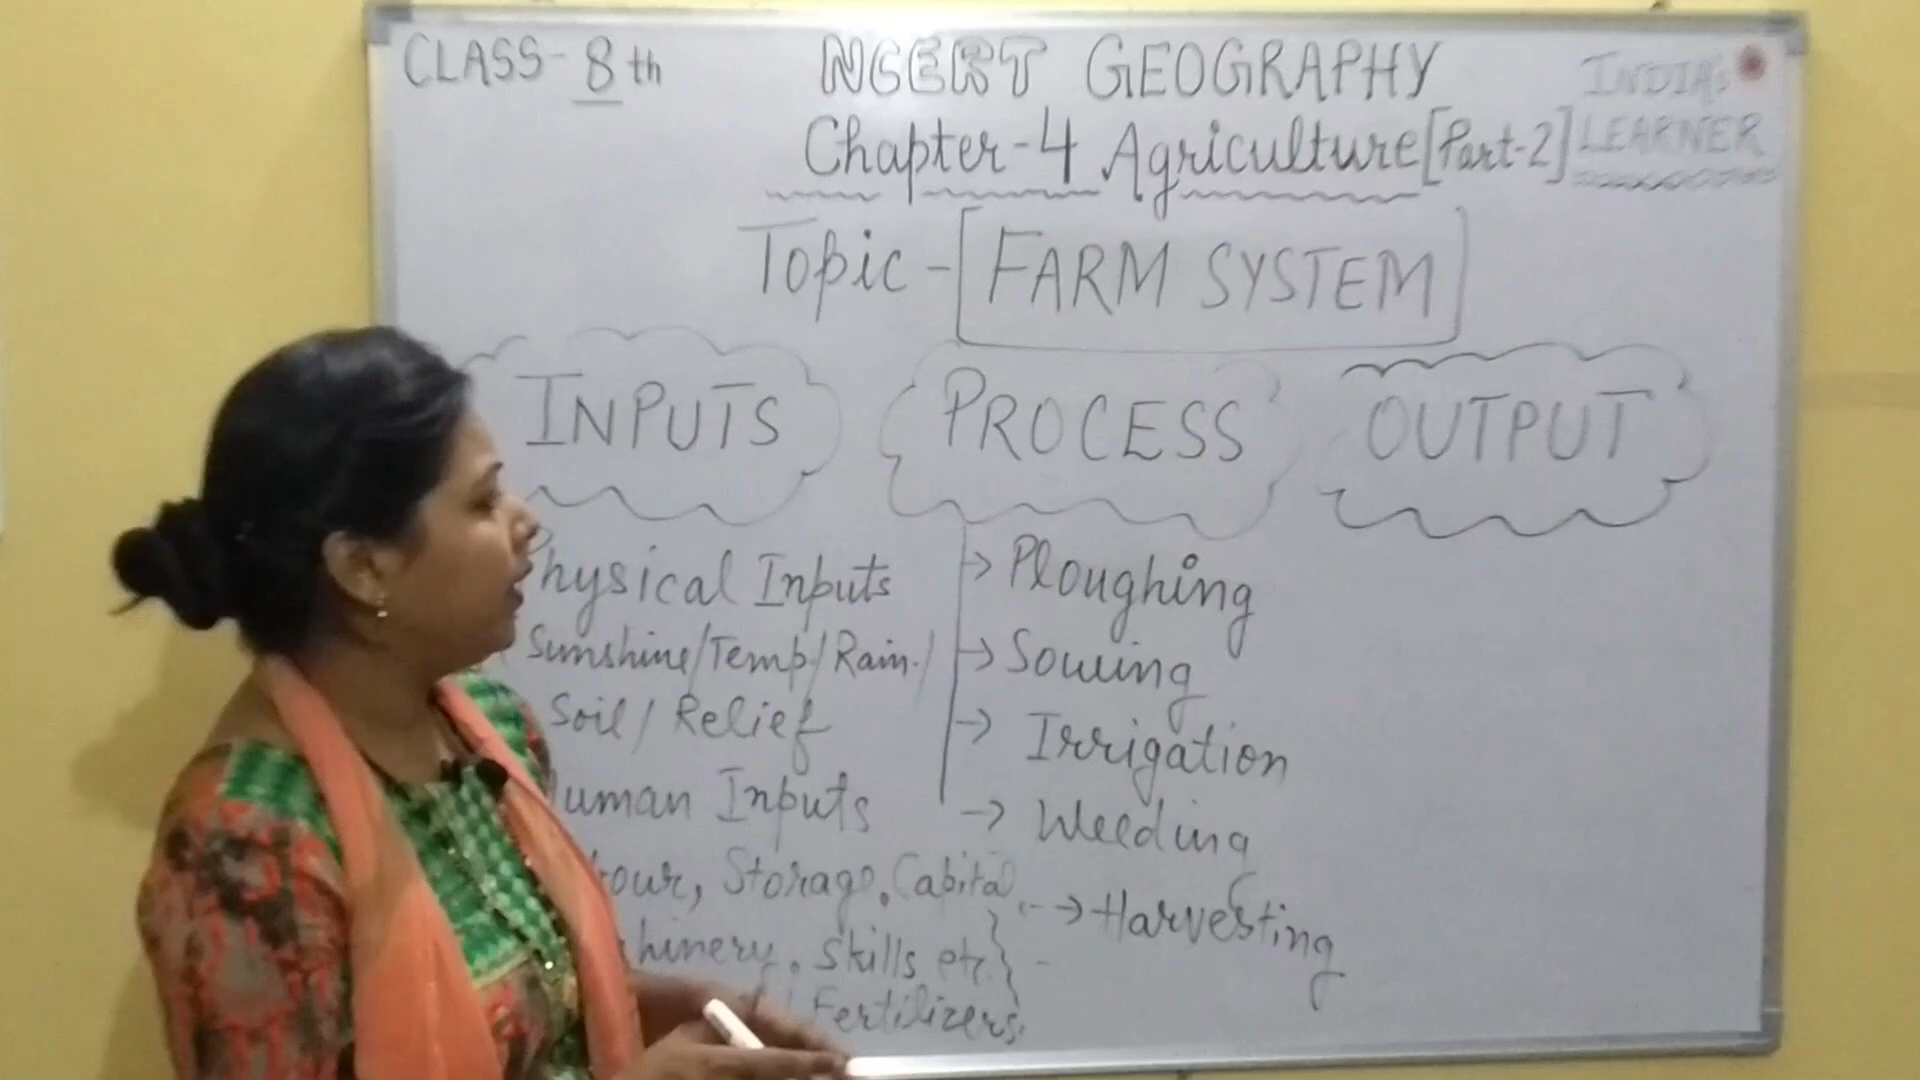 CLASS- 8th
NCERT GEOGRAPHY
INDIA's
LEARNER
Chapter-4 Agriculture [Part-2]
Topic - [FARM SYSTEM]
INPUTS
hysical Inputs
Sunshine/Temp/Rain./
Soil / Relief
uman Inputs
our, Storage, Capital,
hinery, Skills etc.}
Fertilizers,
PROCESS
→ Ploughing
→ Sowing
→ Irrigation
→ Weeding
--→ Harvesting
OUTPUT